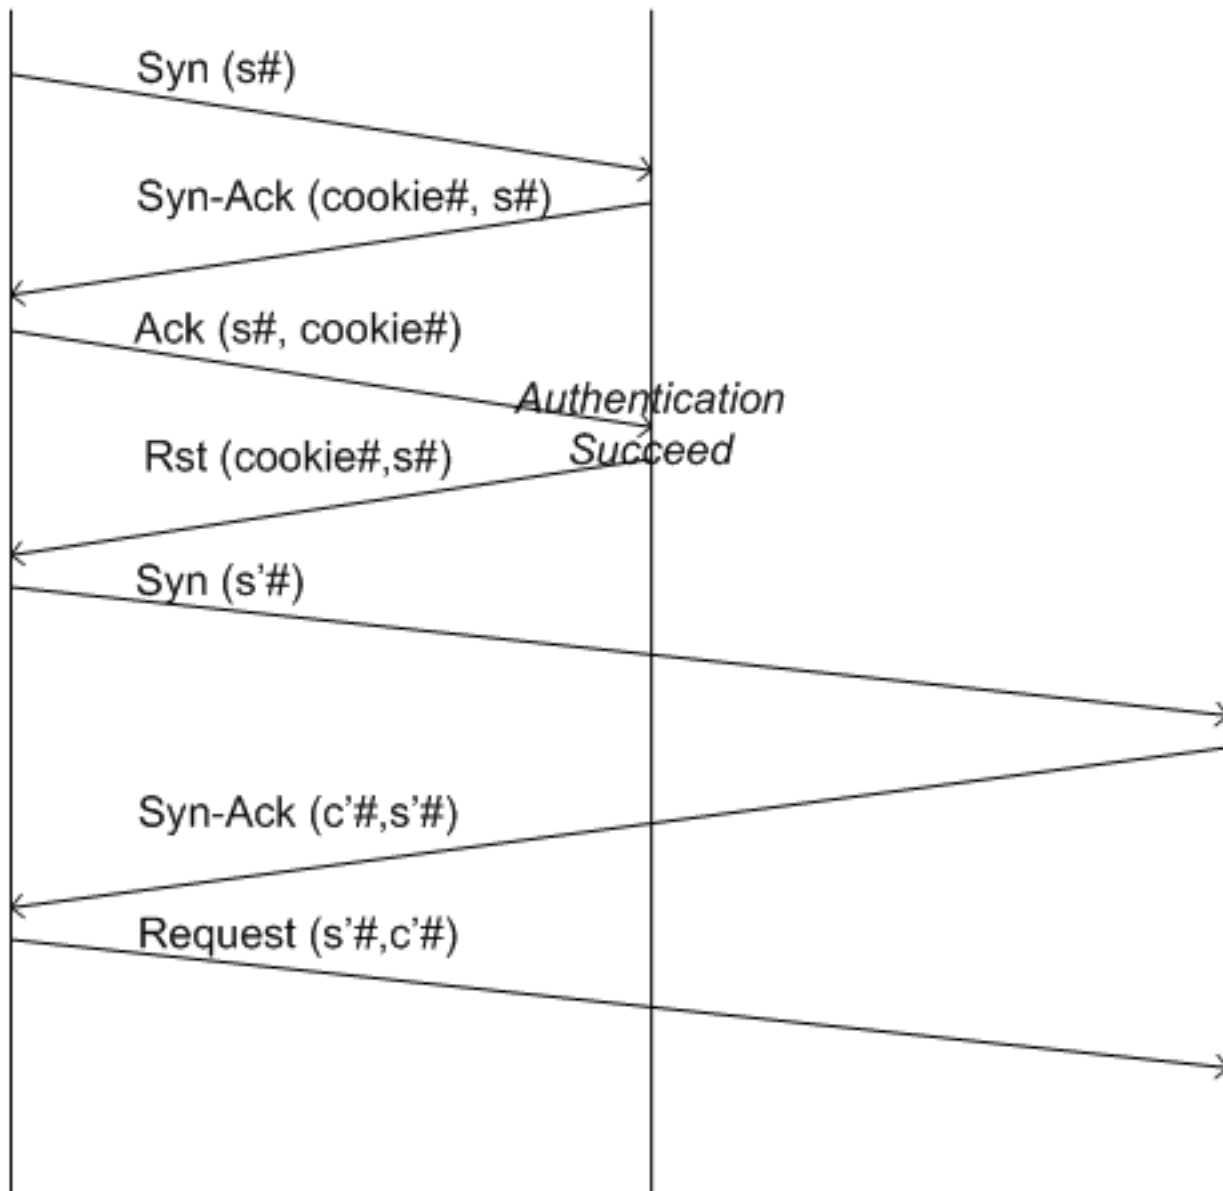 Syn (s#)
Syn-Ack (cookie#, s#)
Ack (s#, cookie#)
Authentication
Succeed
Rst (cookie#,s#)
Syn (s’#)
Syn-Ack (c’#,s’#)
Request (s’#,c’#)